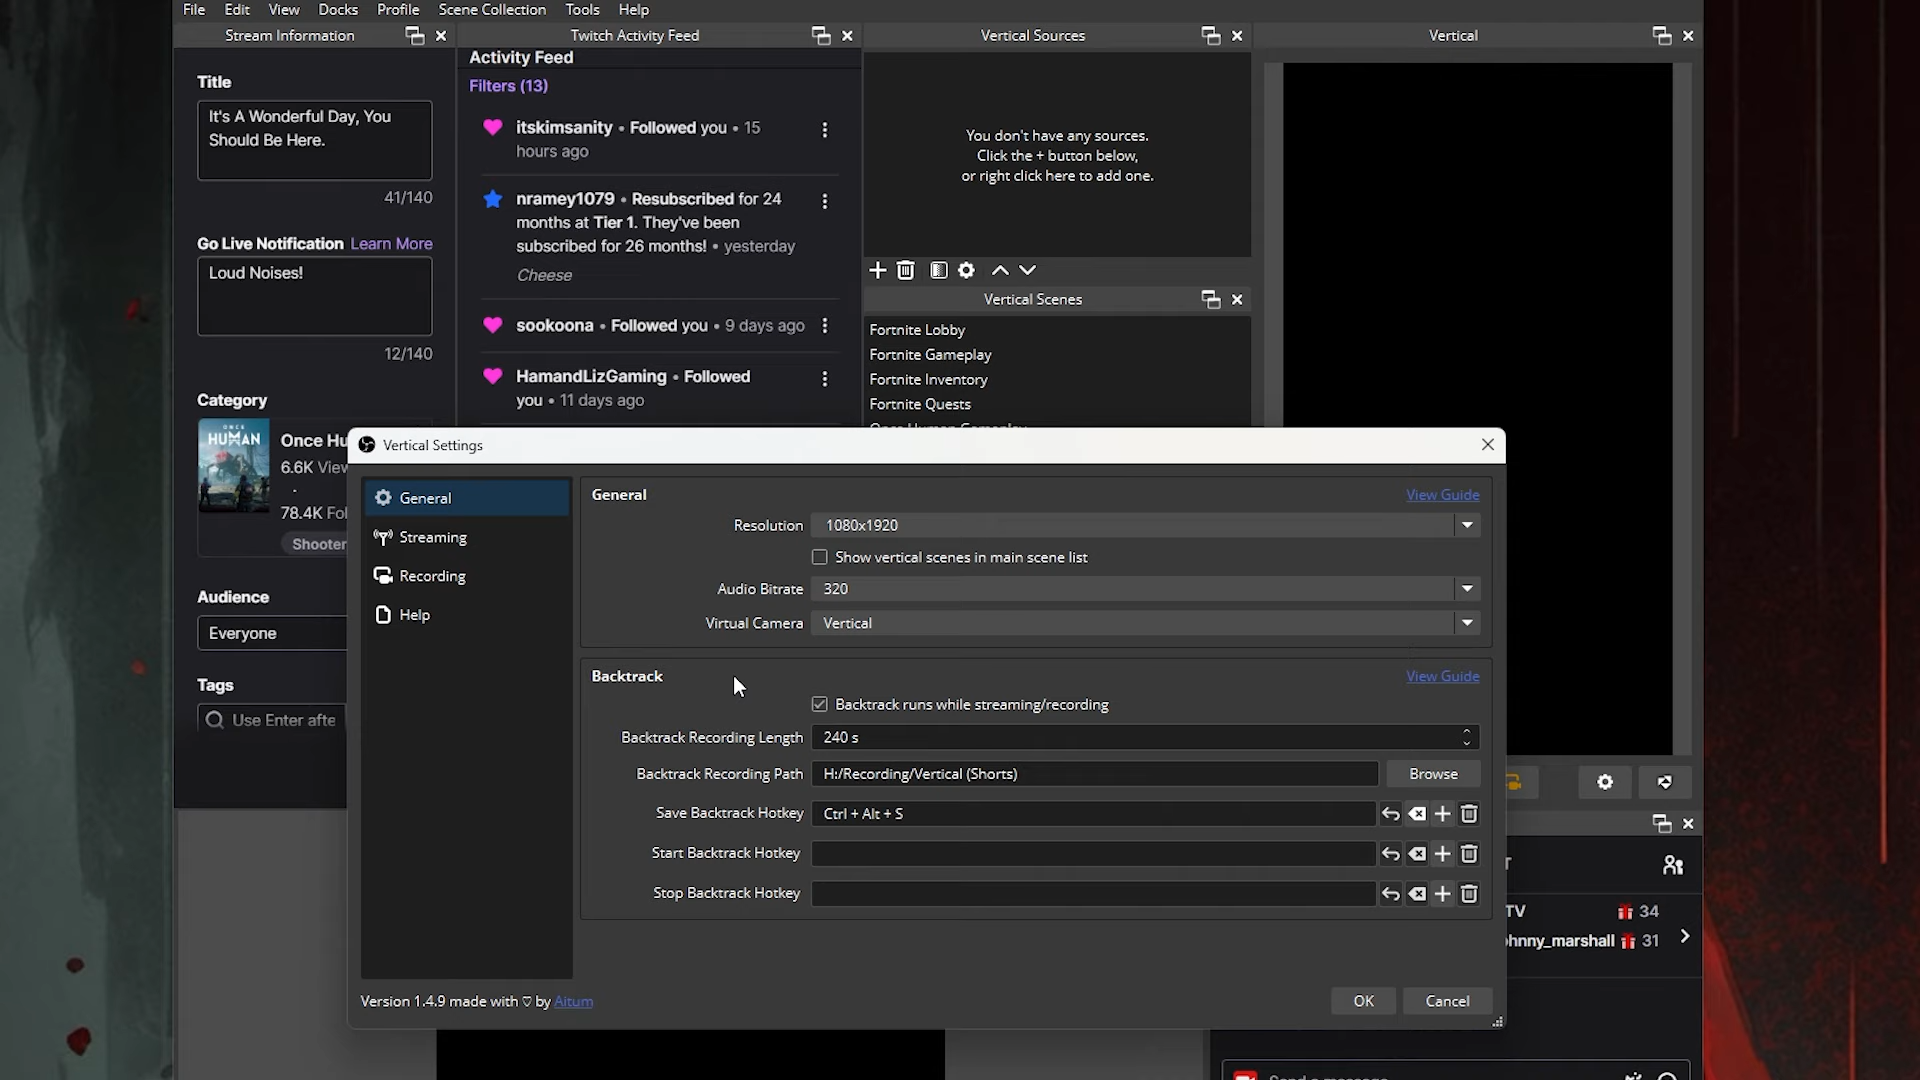 File Edit View Docks Profile Scene Collection Tools Help
Stream Information
Title
It's A Wonderful Day, You
Should Be Here.
41/140
Go Live Notification Learn More
Loud Noises!
12/140
Category
ONCE
HUMAN
Once Hu
6.6K View
78.4K Fol
Shooter
Audience
Everyone
Tags
Use Enter afte
Twitch Activity Feed
Activity Feed
Filters (13)
itskimsanity • Followed you • 15
hours ago
nramey1079 • Resubscribed for 24
months at Tier 1. They've been
subscribed for 26 months! • yesterday
Cheese
sookoona • Followed you • 9 days ago
HamandLizGaming • Followed
you • 11 days ago
Vertical Sources
You don't have any sources.
Click the + button below,
or right click here to add one.
Vertical Scenes
Fortnite Lobby
Fortnite Gameplay
Fortnite Inventory
Fortnite Quests
Once Human Gameplay
Vertical
Vertical Settings
General
Streaming
Recording
Help
General View Guide
Resolution 1080x1920
Show vertical scenes in main scene list
Audio Bitrate 320
Virtual Camera Vertical
Backtrack View Guide
Backtrack runs while streaming/recording
Backtrack Recording Length 240 s
Backtrack Recording Path H:/Recording/Vertical (Shorts) Browse
Save Backtrack Hotkey Ctrl + Alt + S
Start Backtrack Hotkey
Stop Backtrack Hotkey
Version 1.4.9 made with ♡ by Aitum
OK Cancel
T
TV 34
ohnny_marshall 31
Send a message